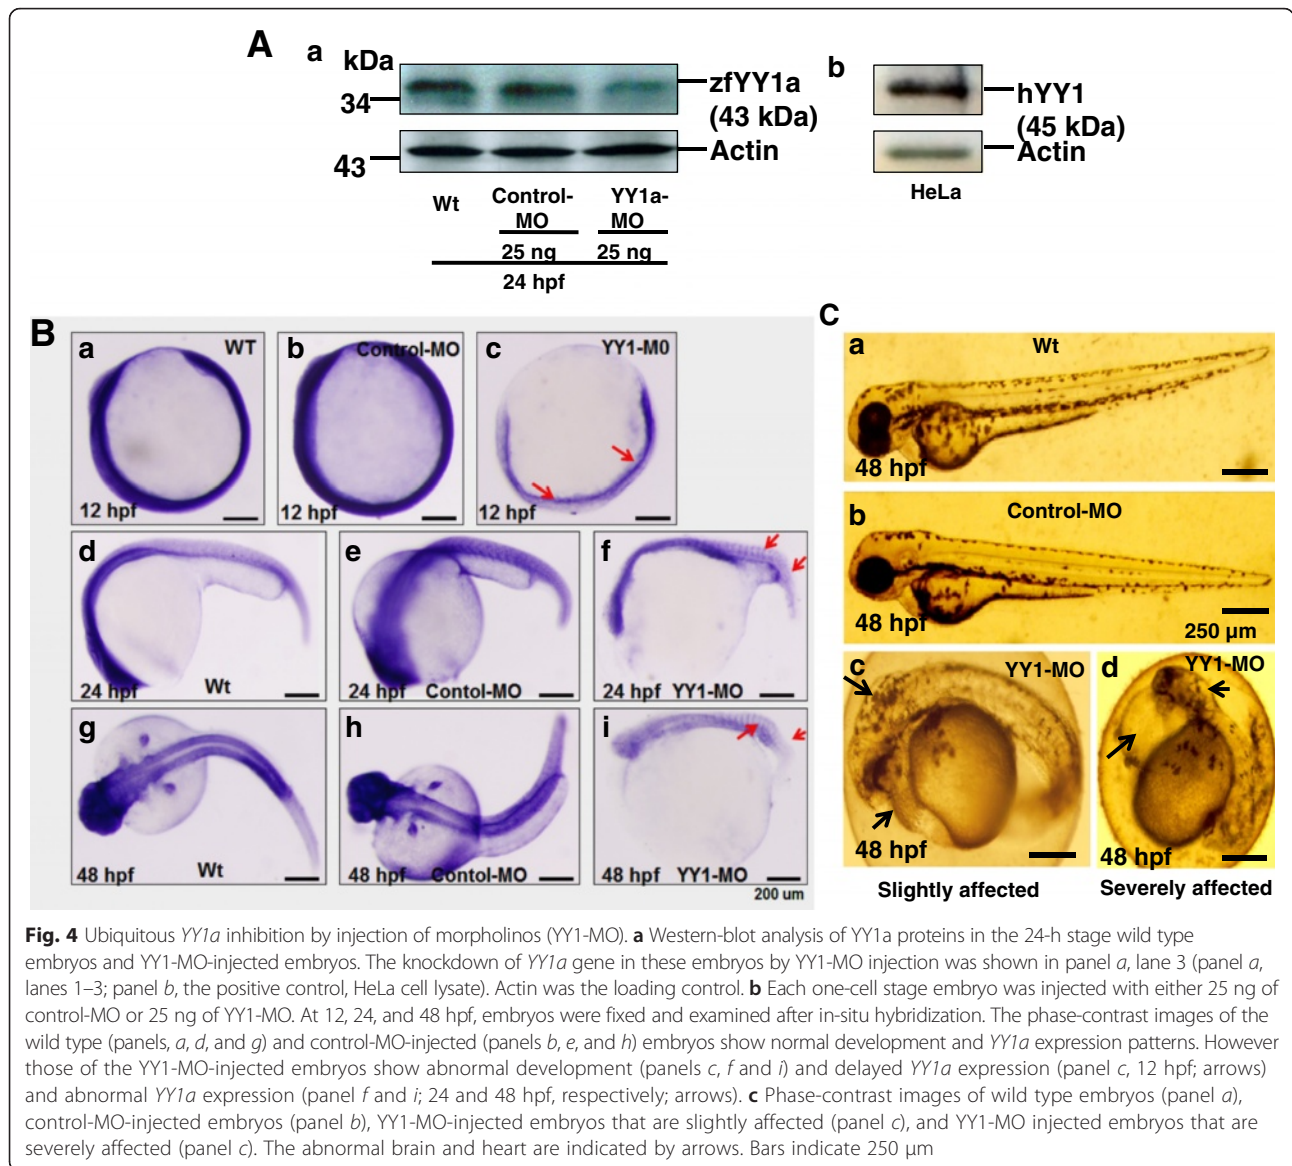 A
a
kDa
34
43
zfYY1a
(43 kDa)
Actin
Wt
Control-
MO
YY1a-
MO
25 ng
25 ng
24 hpf
b
hYY1
(45 kDa)
Actin
HeLa
B
a
WT
12 hpf
b
Control-MO
12 hpf
c
YY1-M0
12 hpf
d
24 hpf
Wt
e
24 hpf
Contol-MO
f
24 hpf
YY1-MO
g
48 hpf
Wt
h
48 hpf
Contol-MO
i
48 hpf
YY1-MO
200 um
C
a
Wt
48 hpf
b
Control-MO
48 hpf
250 µm
c
YY1-MO
48 hpf
Slightly affected
d
YY1-MO
48 hpf
Severely affected
Fig. 4 Ubiquitous YY1a inhibition by injection of morpholinos (YY1-MO). a Western-blot analysis of YY1a proteins in the 24-h stage wild type
embryos and YY1-MO-injected embryos. The knockdown of YY1a gene in these embryos by YY1-MO injection was shown in panel a, lane 3 (panel a,
lanes 1–3; panel b, the positive control, HeLa cell lysate). Actin was the loading control. b Each one-cell stage embryo was injected with either 25 ng of
control-MO or 25 ng of YY1-MO. At 12, 24, and 48 hpf, embryos were fixed and examined after in-situ hybridization. The phase-contrast images of the
wild type (panels, a, d, and g) and control-MO-injected (panels b, e, and h) embryos show normal development and YY1a expression patterns. However
those of the YY1-MO-injected embryos show abnormal development (panels c, f and i) and delayed YY1a expression (panel c, 12 hpf; arrows)
and abnormal YY1a expression (panel f and i; 24 and 48 hpf, respectively; arrows). c Phase-contrast images of wild type embryos (panel a),
control-MO-injected embryos (panel b), YY1-MO-injected embryos that are slightly affected (panel c), and YY1-MO injected embryos that are
severely affected (panel c). The abnormal brain and heart are indicated by arrows. Bars indicate 250 µm